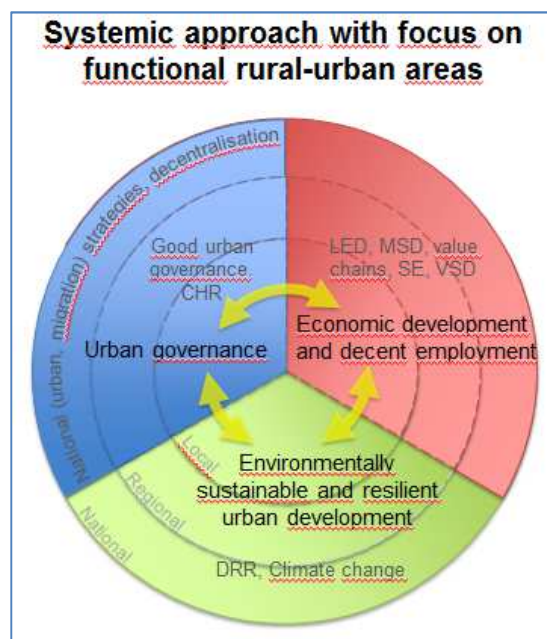 Systemic approach with focus on
functional rural-urban areas
National (urban, migration) strategies, decentralisation
Good urban
governance
CHR
LED, MSD, value
chains, SE, VSD
Urban governance
Economic development
and decent employment
Local
Regional
National
Environmentally
sustainable and resilient
urban development
DRR, Climate change